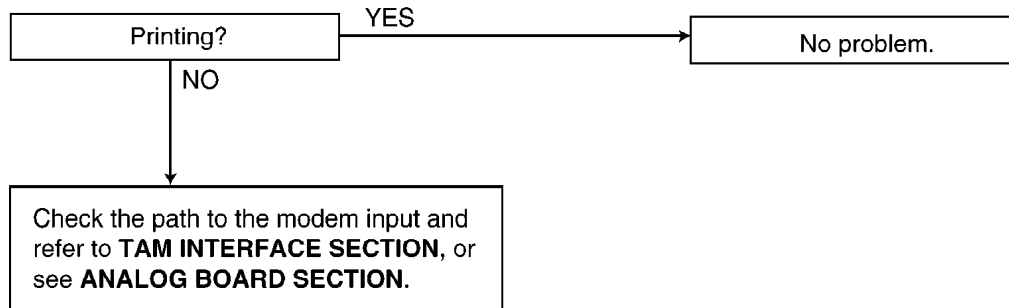 Printing?
YES
No problem.
NO
Check the path to the modem input and
refer to TAM INTERFACE SECTION, or
see ANALOG BOARD SECTION.